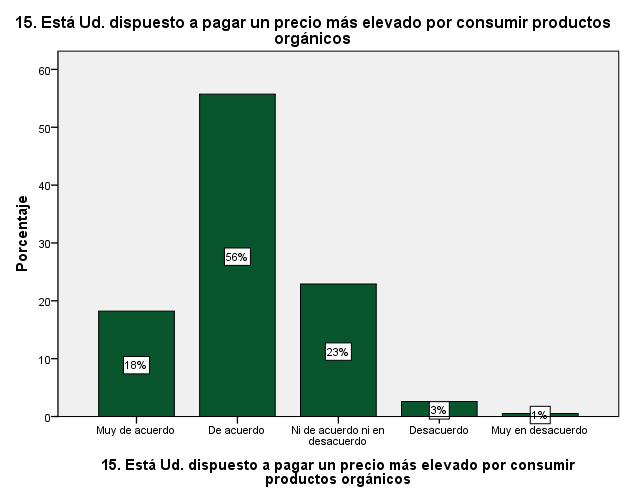 15. Está Ud. dispuesto a pagar un precio más elevado por consumir productos
orgánicos
Porcentaje
60
50
40
30
20
10
0
18%
56%
23%
3%
1%
Muy de acuerdo
De acuerdo
Ni de acuerdo ni en
desacuerdo
Desacuerdo
Muy en desacuerdo
15. Está Ud. dispuesto a pagar un precio más elevado por consumir
productos orgánicos